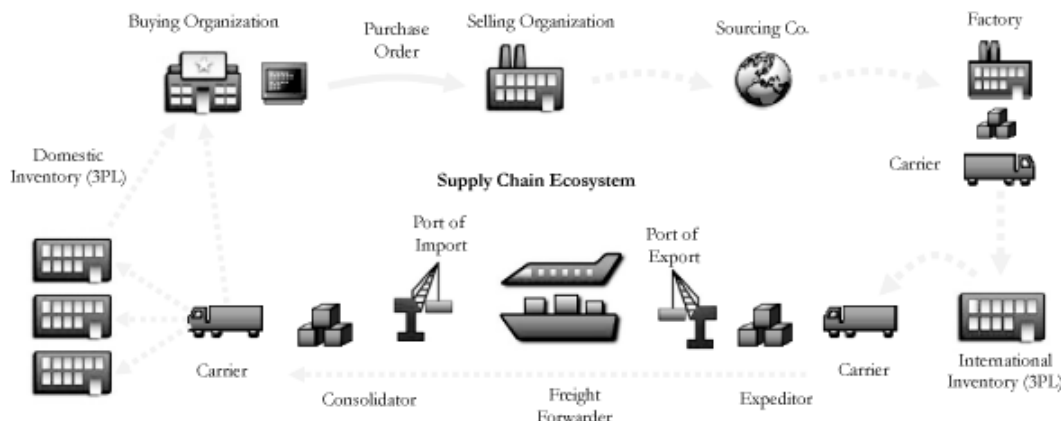 Buying Organization
Purchase
Order
Selling Organization
Sourcing Co.
Factory
Domestic
Inventory (3PL)
Carrier
Supply Chain Ecosystem
Port of
Import
Port of
Export
Carrier
Consolidator
Freight
Forwarder
Expeditor
Carrier
International
Inventory (3PL)